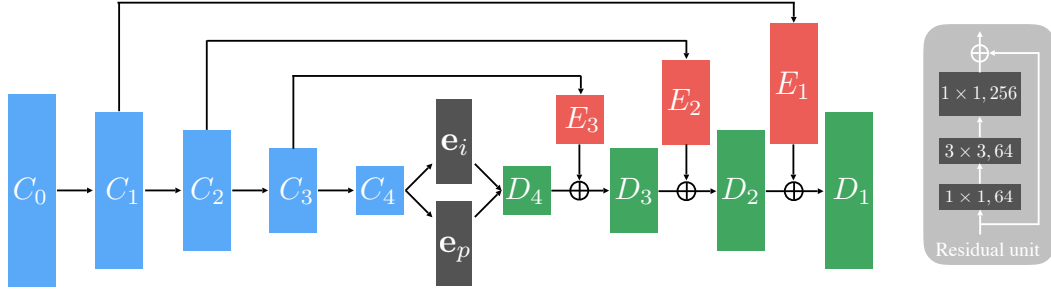 C₀
C₁
C₂
C₃
C₄
𝐞ᵢ
𝐞ₚ
D₄
E₃
D₃
E₂
D₂
E₁
D₁
1 × 1, 256
3 × 3, 64
1 × 1, 64
Residual unit